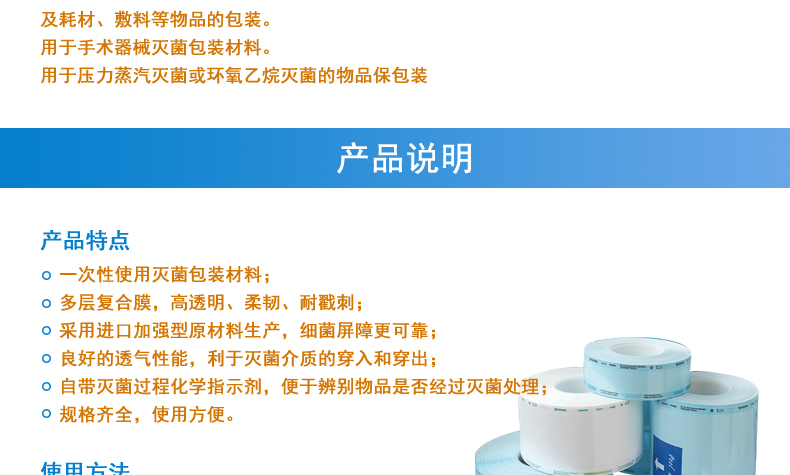 及耗材、敷料等物品的包装。
用于手术器械灭菌包装材料。
用于压力蒸汽灭菌或环氧乙烷灭菌的物品保包装
产品说明
产品特点
一次性使用灭菌包装材料；
多层复合膜，高透明、柔韧、耐戳刺；
采用进口加强型原材料生产，细菌屏障更可靠；
良好的透气性能，利于灭菌介质的穿入和穿出；
自带灭菌过程化学指示剂，便于辨别物品是否经过灭菌处理；
规格齐全，使用方便。
使用方法